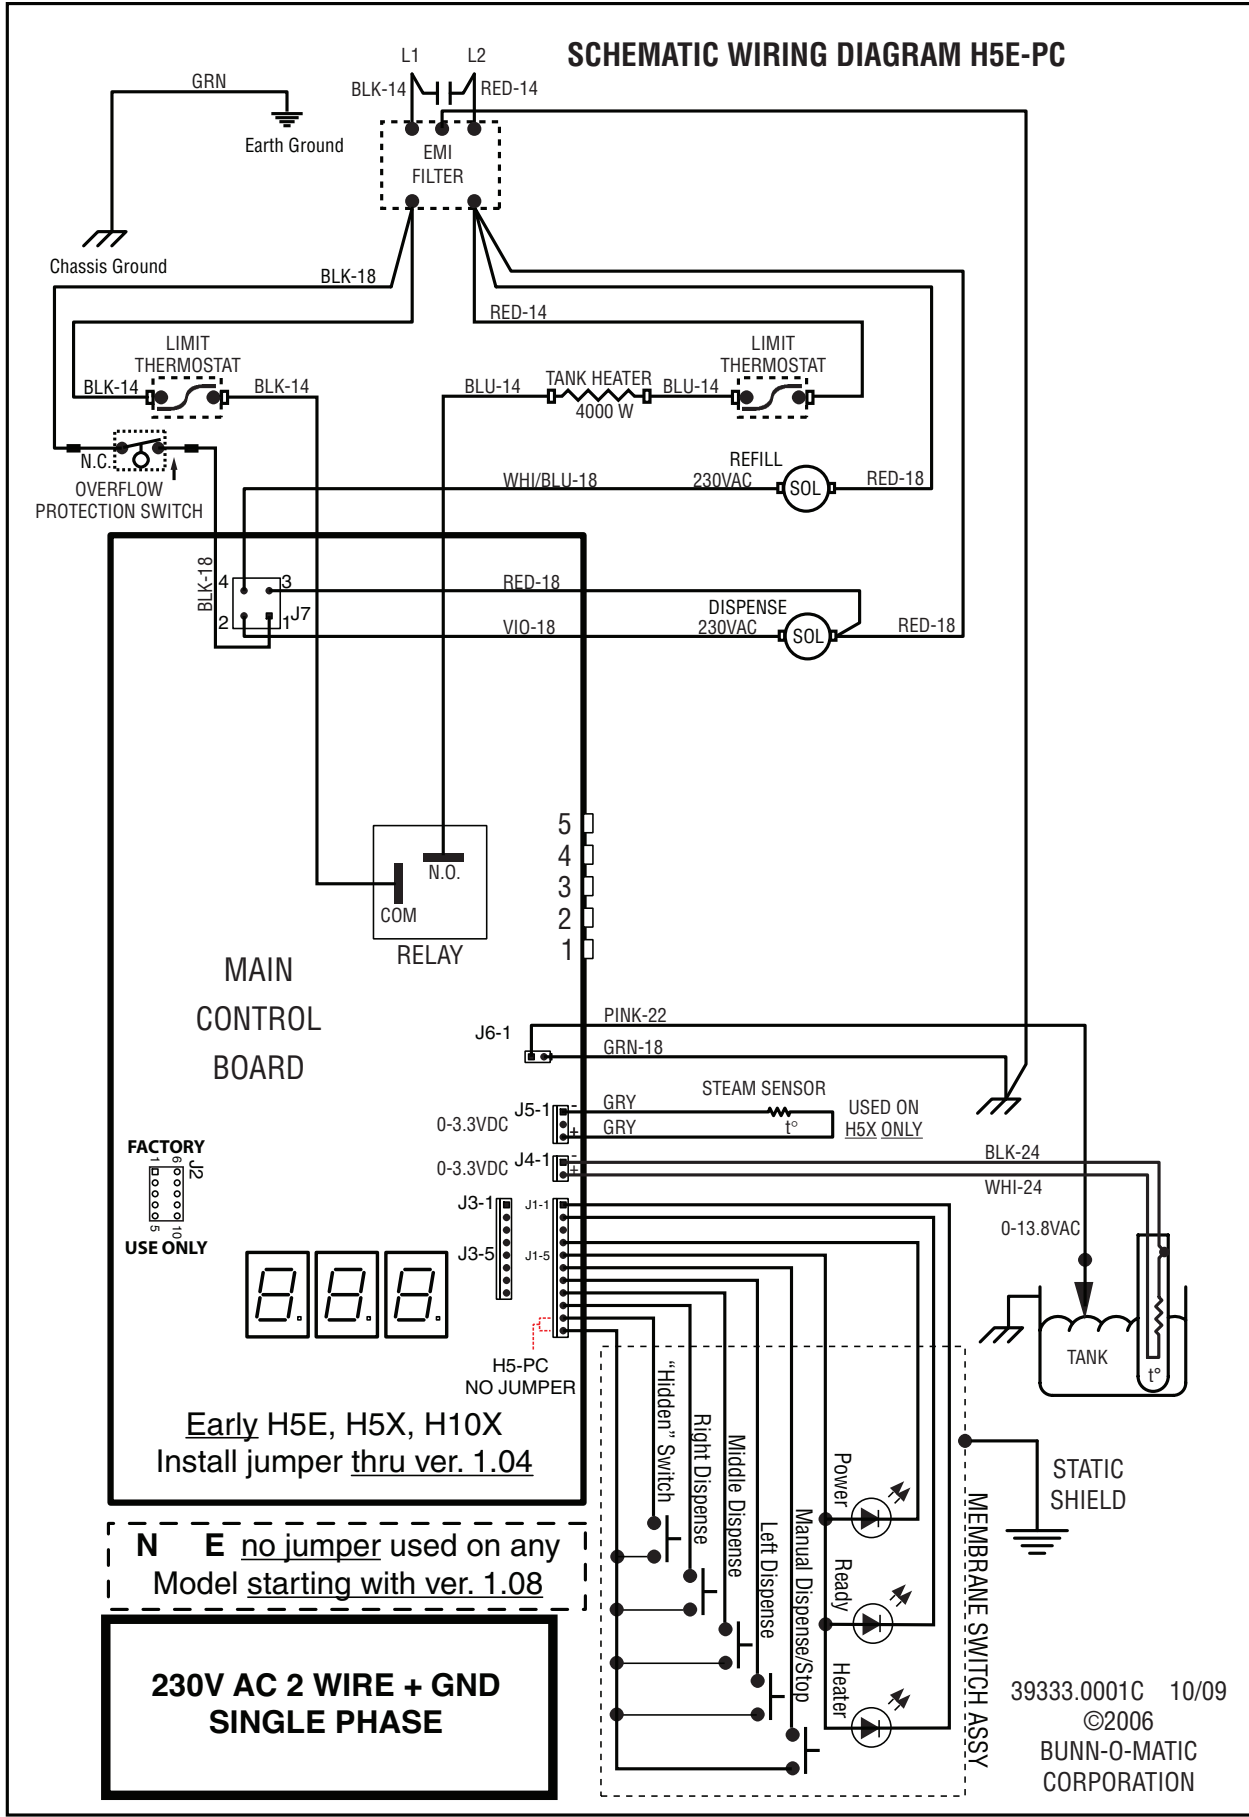 SCHEMATIC WIRING DIAGRAM H5E-PC
L1
L2
GRN
BLK-14
RED-14
Earth Ground
EMI
FILTER
Chassis Ground
BLK-18
RED-14
LIMIT
THERMOSTAT
LIMIT
THERMOSTAT
BLK-14
BLK-14
BLU-14
TANK HEATER
4000 W
BLU-14
N.C.
OVERFLOW
PROTECTION SWITCH
WHI/BLU-18
REFILL
230VAC
SOL
RED-18
BLK-18
4
3
2
1
J7
RED-18
DISPENSE
VIO-18
230VAC
SOL
RED-18
5
4
3
2
1
N.O.
COM
RELAY
MAIN
CONTROL
BOARD
J6-1
PINK-22
GRN-18
STEAM SENSOR
J5-1
-
GRY
0-3.3VDC
+
GRY
t°
USED ON
H5X ONLY
J4-1
-
0-3.3VDC
+
BLK-24
WHI-24
FACTORY
1
6
J2
5
10
USE ONLY
J3-1
J1-1
J3-5
J1-5
0-13.8VAC
8.8.8.
TANK
t°
H5-PC
NO JUMPER
Early H5E, H5X, H10X
Install jumper thru ver. 1.04
"Hidden" Switch
Right Dispense
Middle Dispense
Left Dispense
Manual Dispense/Stop
Power
Ready
Heater
MEMBRANE SWITCH ASSY
STATIC
SHIELD
N E no jumper used on any
Model starting with ver. 1.08
230V AC 2 WIRE + GND
SINGLE PHASE
39333.0001C 10/09
©2006
BUNN-O-MATIC
CORPORATION